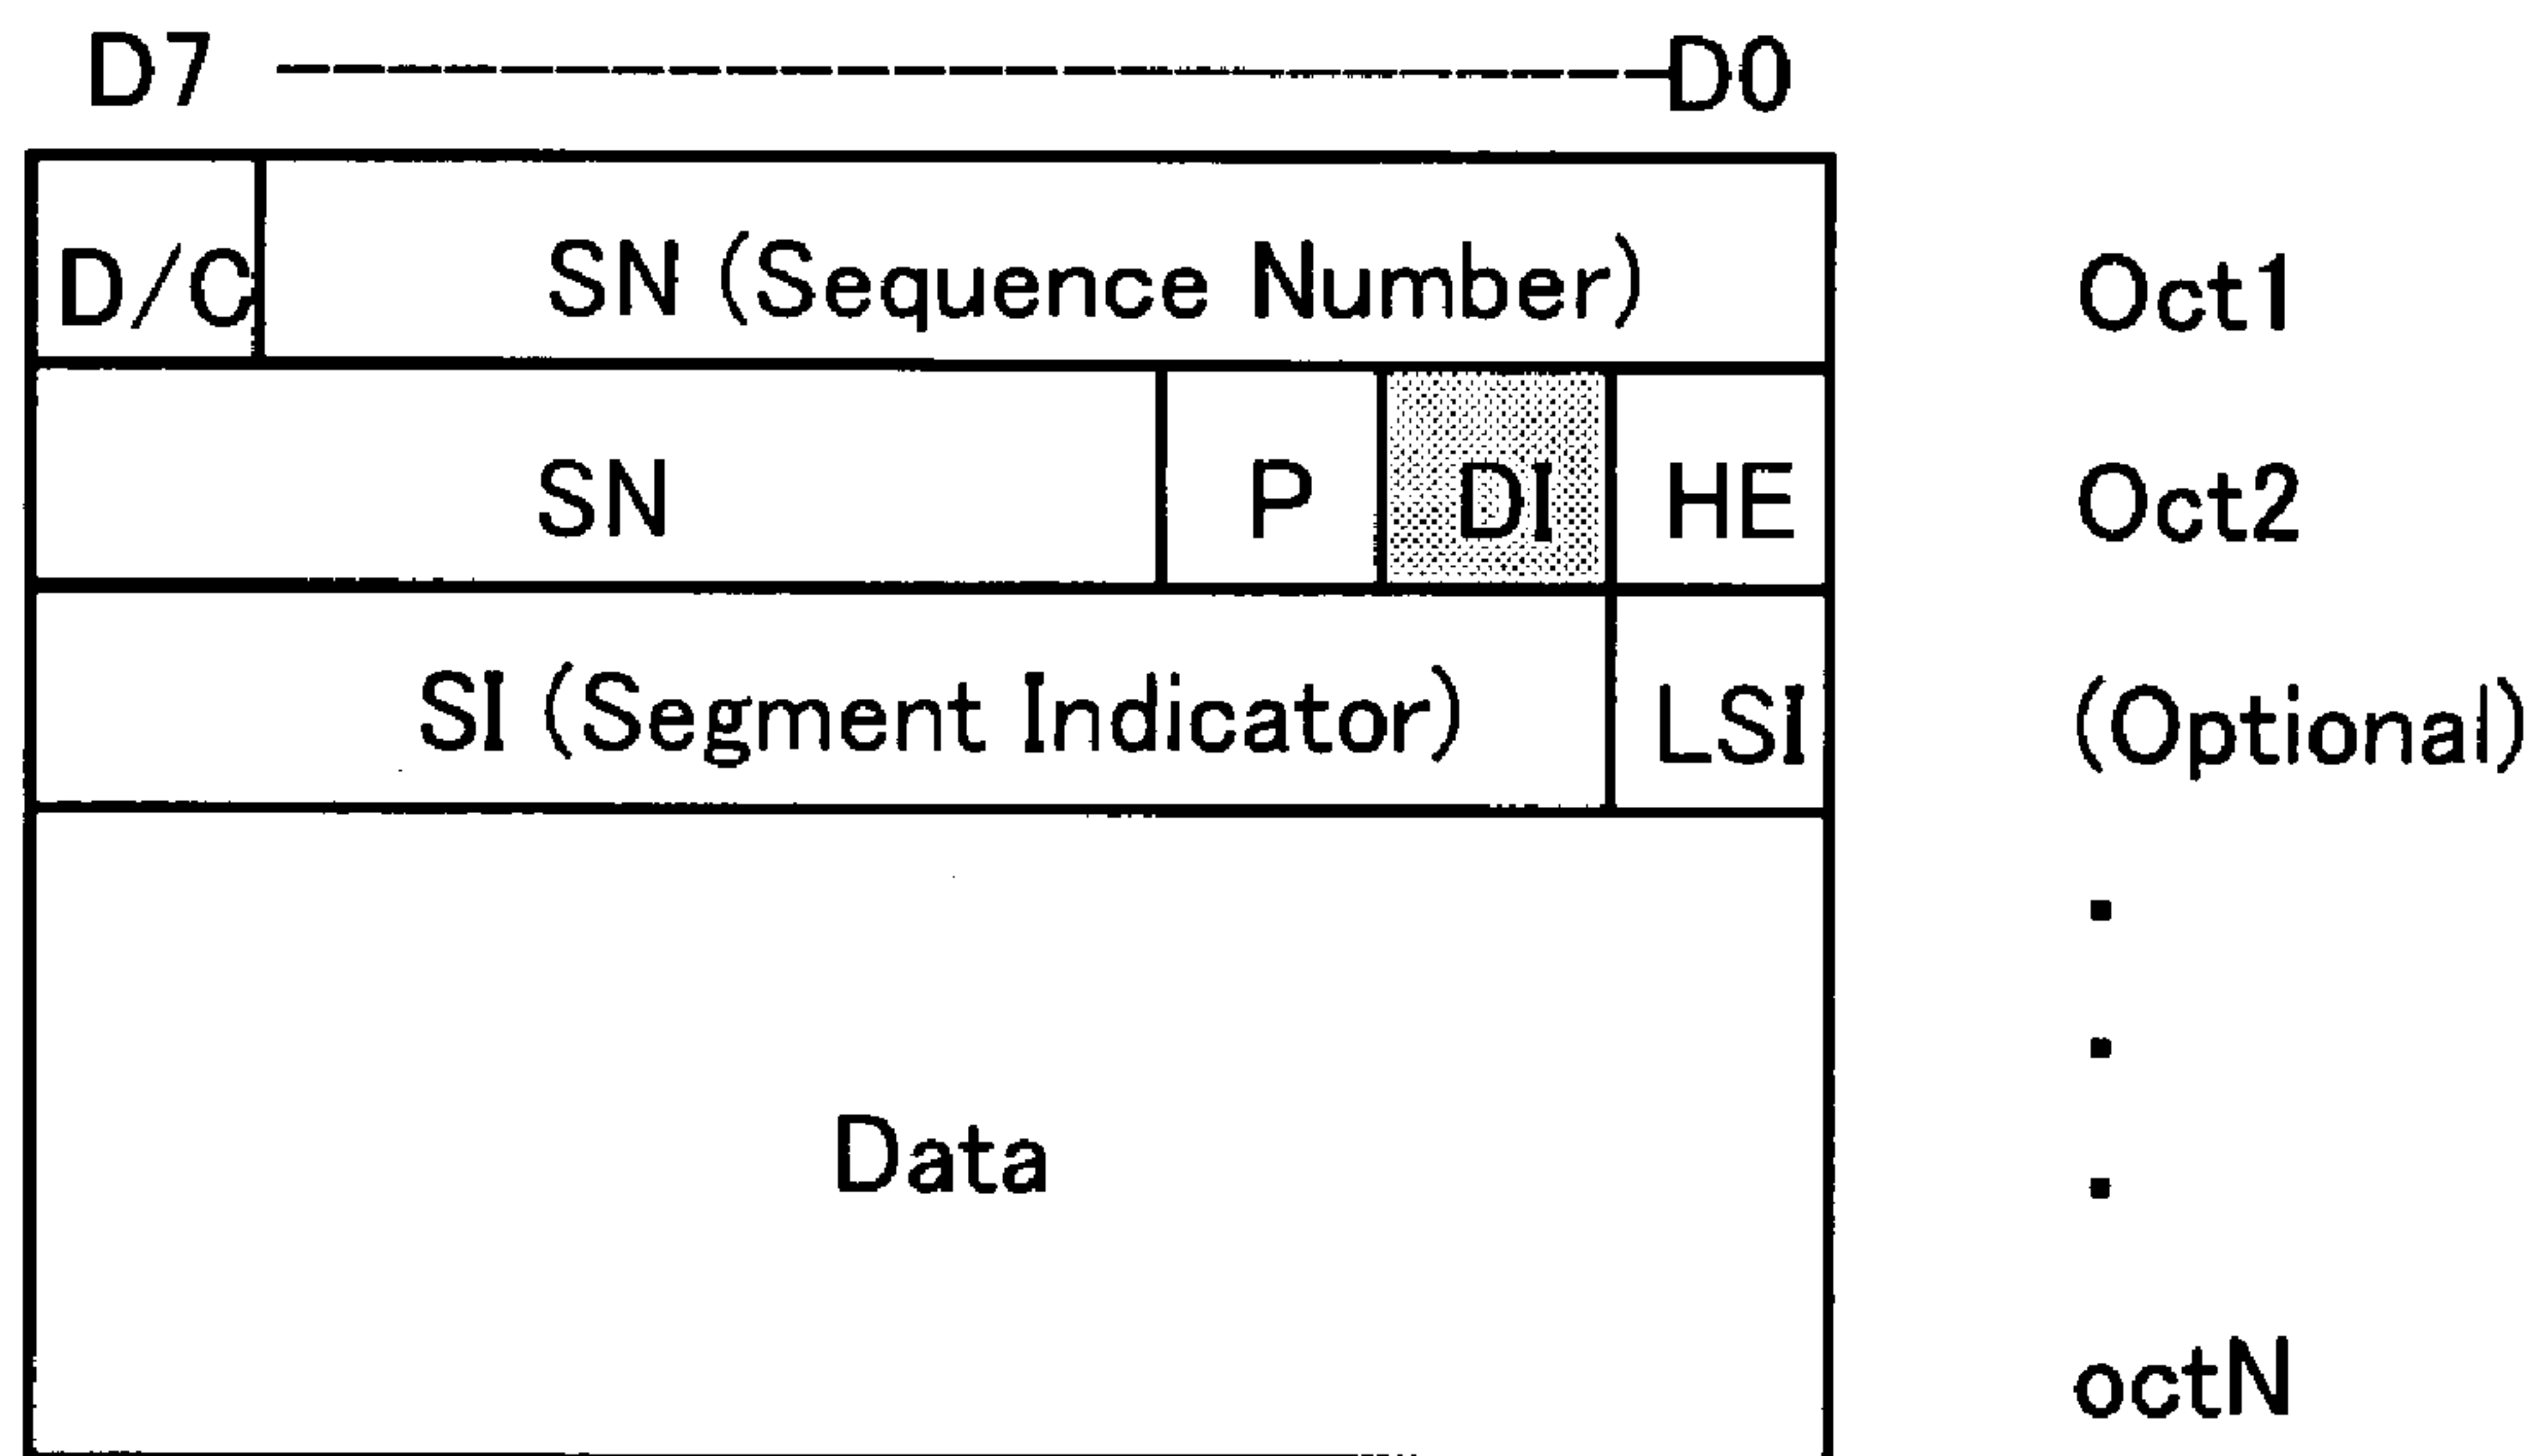 D7 D0
D/C SN (Sequence Number) Oct1
SN P DI HE Oct2
SI (Segment Indicator) LSI (Optional)
Data
octN